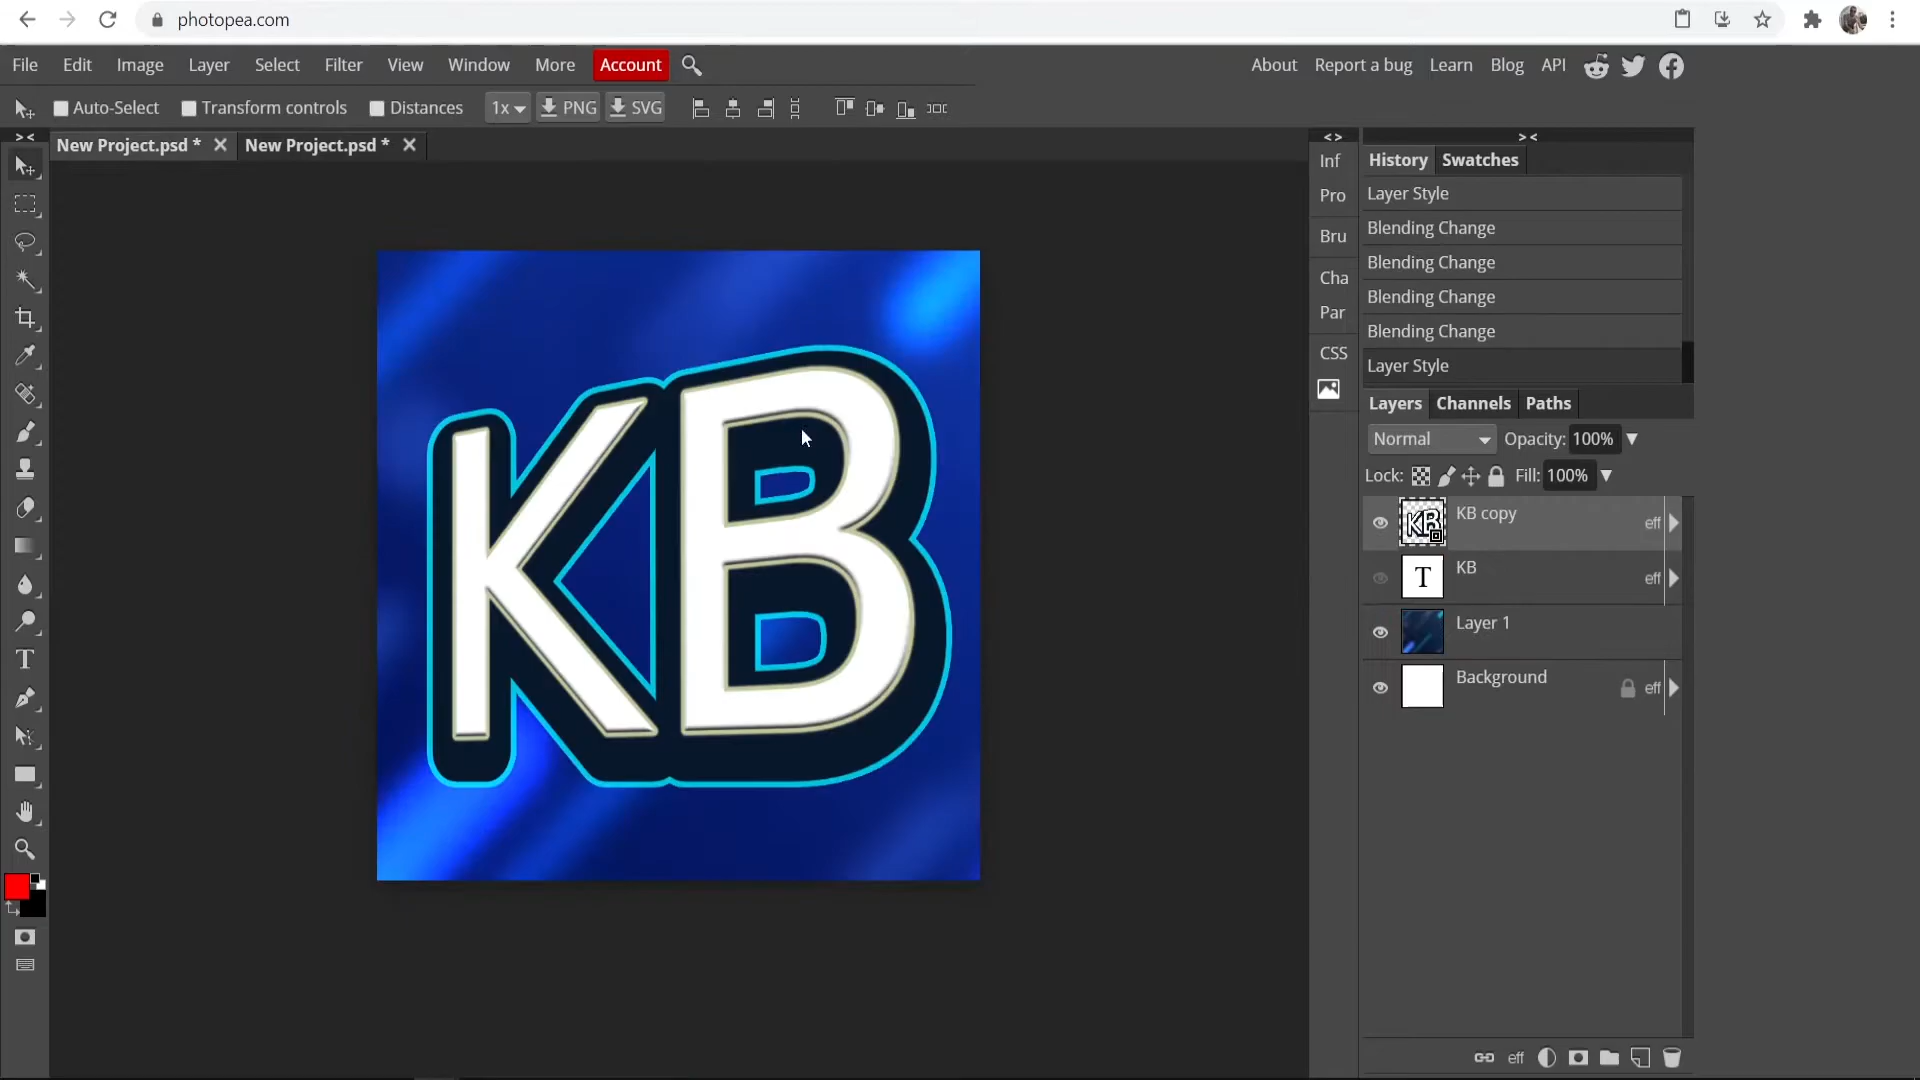 photopea.com
File Edit Image Layer Select Filter View Window More Account About Report a bug Learn Blog API
Auto-Select Transform controls Distances 1x PNG SVG
> < New Project.psd * New Project.psd * < > > <
Inf
Pro
Bru
Cha
Par
CSS
History Swatches
Layer Style
Blending Change
Blending Change
Blending Change
Blending Change
Layer Style
Layers Channels Paths
Normal Opacity: 100%
Lock: Fill: 100%
KB KB copy eff
T KB eff
Layer 1
Background eff
KB
T
eff